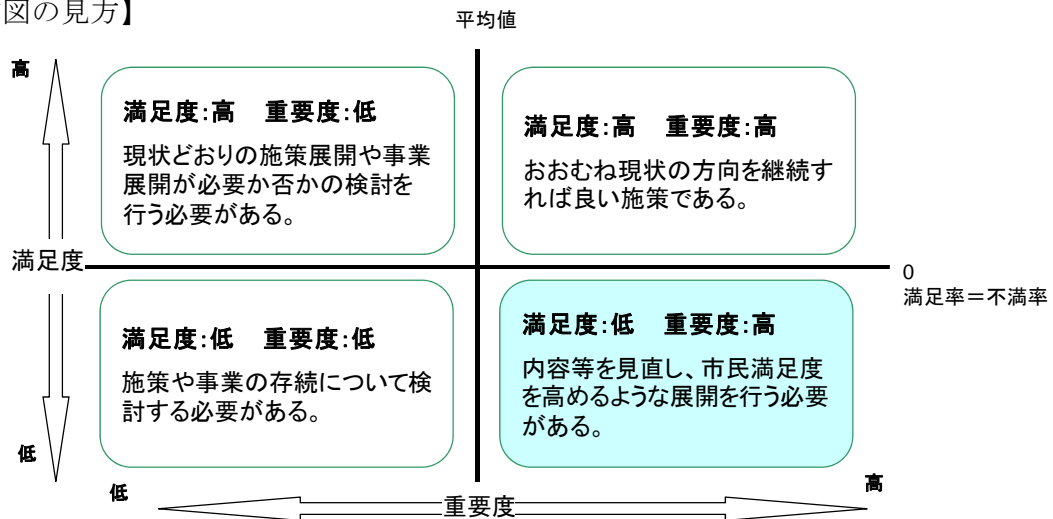 図の見方】
平均値
高
満足度:高　重要度:低
現状どおりの施策展開や事業
展開が必要か否かの検討を
行う必要がある。
満足度:高　重要度:高
おおむね現状の方向を継続す
れば良い施策である。
満足度
0
満足率＝不満率
満足度:低　重要度:低
施策や事業の存続について検
討する必要がある。
満足度:低　重要度:高
内容等を見直し、市民満足度
を高めるような展開を行う必要
がある。
低
低
重要度
高